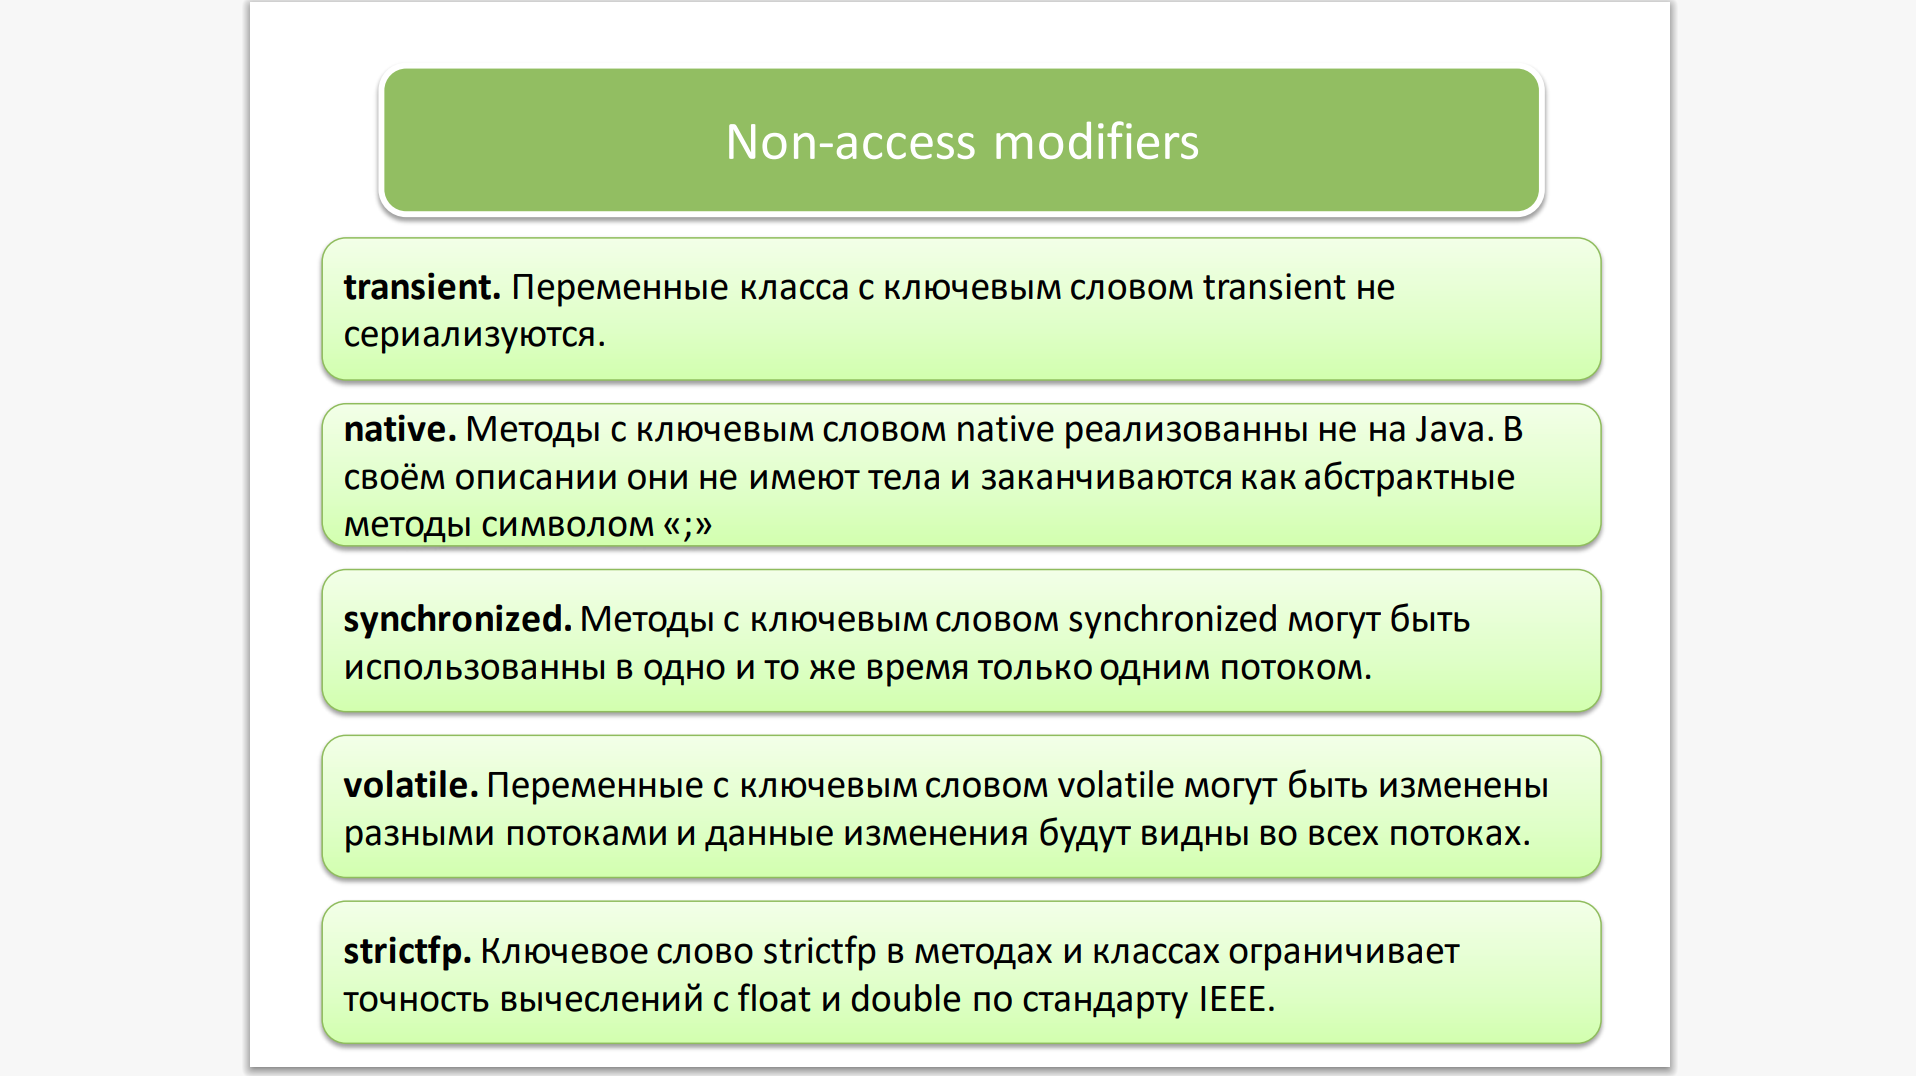 Non-access modifiers
transient. Переменные класса с ключевым словом transient не
сериализуются.
native. Методы с ключевым словом native реализованны не на Java. В
своём описании они не имеют тела и заканчиваются как абстрактные
методы символом «;»
synchronized. Методы с ключевым словом synchronized могут быть
использованны в одно и то же время только одним потоком.
volatile. Переменные с ключевым словом volatile могут быть изменены
разными потоками и данные изменения будут видны во всех потоках.
strictfp. Ключевое слово strictfp в методах и классах ограничивает
точность вычеслений с float и double по стандарту IEEE.